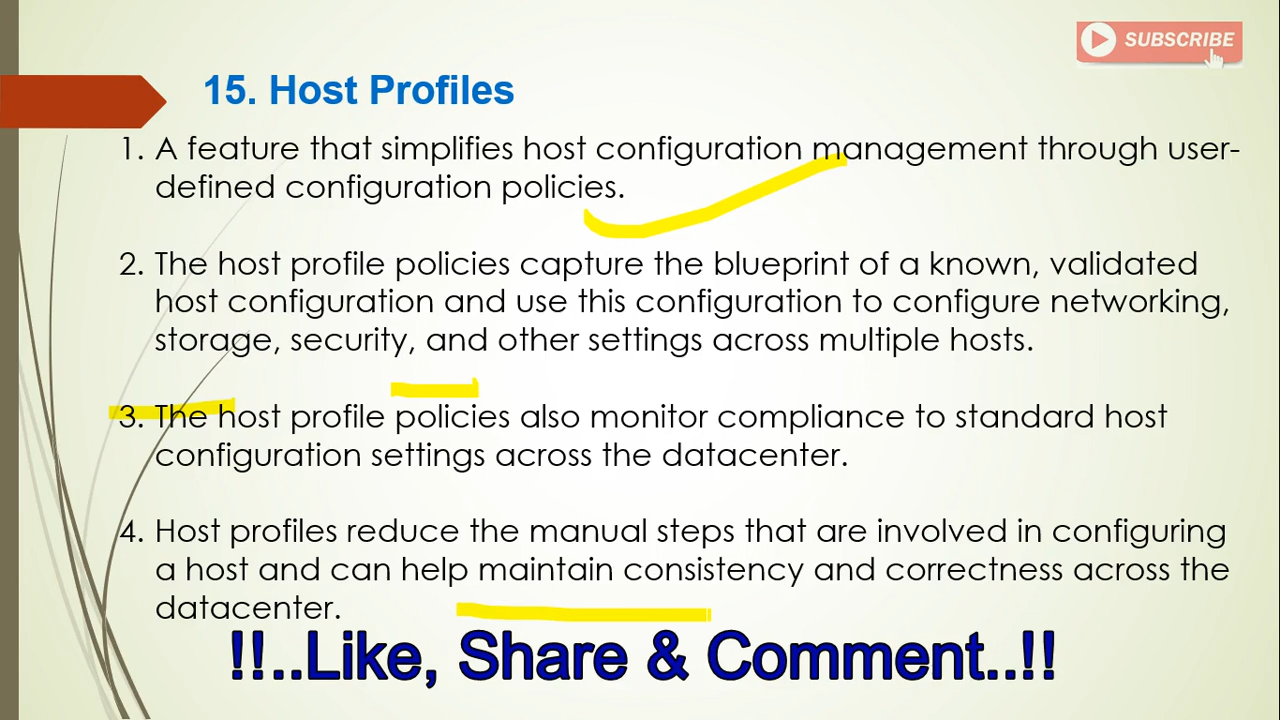 SUBSCRIBE
15. Host Profiles
1. A feature that simplifies host configuration management through user-
defined configuration policies.
2. The host profile policies capture the blueprint of a known, validated
host configuration and use this configuration to configure networking,
storage, security, and other settings across multiple hosts.
3. The host profile policies also monitor compliance to standard host
configuration settings across the datacenter.
4. Host profiles reduce the manual steps that are involved in configuring
a host and can help maintain consistency and correctness across the
datacenter.
!!..Like, Share & Comment..!!